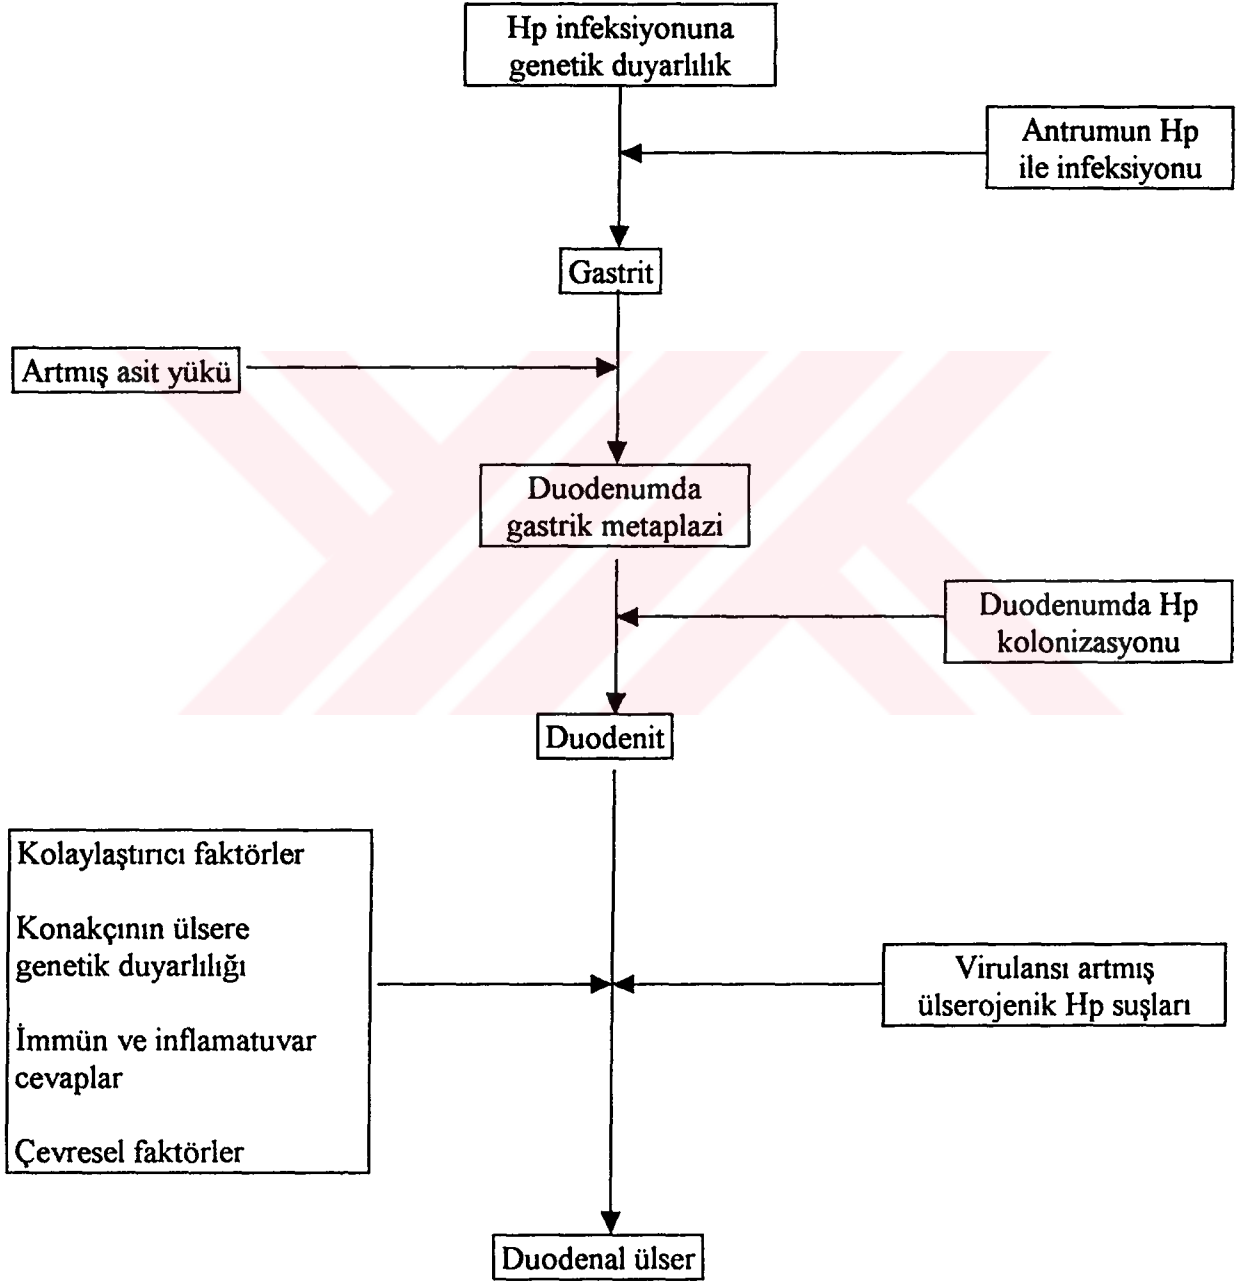 Hp infeksiyonuna
genetik duyarlılık
Antrumun Hp
ile infeksiyonu
Gastrit
Artmış asit yükü
Duodenumda
gastrik metaplazi
Duodenumda Hp
kolonizasyonu
Duodenit
Kolaylaştırıcı faktörler
Konakçının ülsere
genetik duyarlılığı
İmmün ve inflamatuvar
cevaplar
Çevresel faktörler
Virulansı artmış
ülserojenik Hp suşları
Duodenal ülser